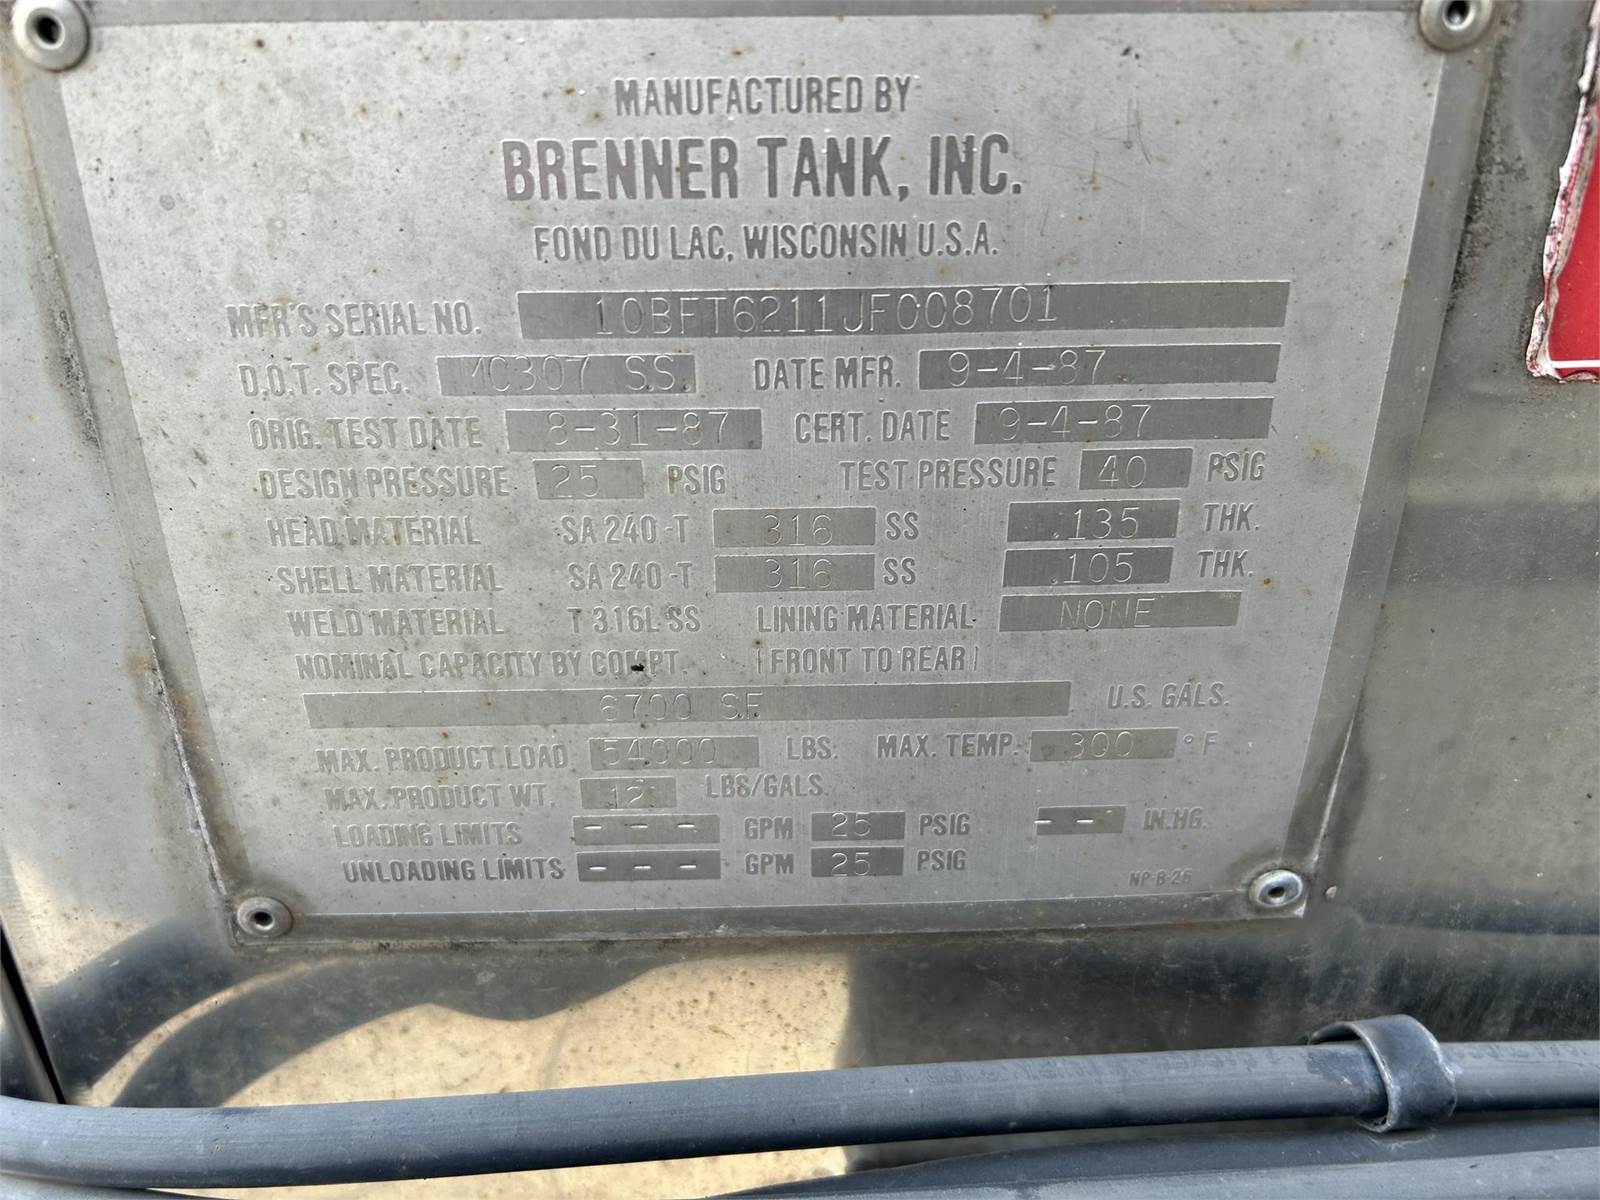 MANUFACTURED BY
BRENNER TANK, INC.
FOND DU LAC, WISCONSIN U.S.A.
MFR'S SERIAL NO. 10BFT6211JF008701
D.O.T. SPEC. MC307 SS DATE MFR. 9-4-87
ORIG. TEST DATE 8-31-87 CERT. DATE 9-4-87
DESIGN PRESSURE 25 PSIG TEST PRESSURE 40 PSIG
HEAD MATERIAL SA 240-T 316 SS .135 THK.
SHELL MATERIAL SA 240-T 316 SS .105 THK.
WELD MATERIAL T 316L SS LINING MATERIAL NONE
NOMINAL CAPACITY BY COMPT. (FRONT TO REAR)
6700 SF U.S. GALS.
MAX. PRODUCT LOAD 54000 LBS. MAX. TEMP. 300 °F
MAX. PRODUCT WT. 12 LBS/GALS.
LOADING LIMITS - - - GPM 25 PSIG - - IN.HG.
UNLOADING LIMITS - - - GPM 25 PSIG
NP-B-26